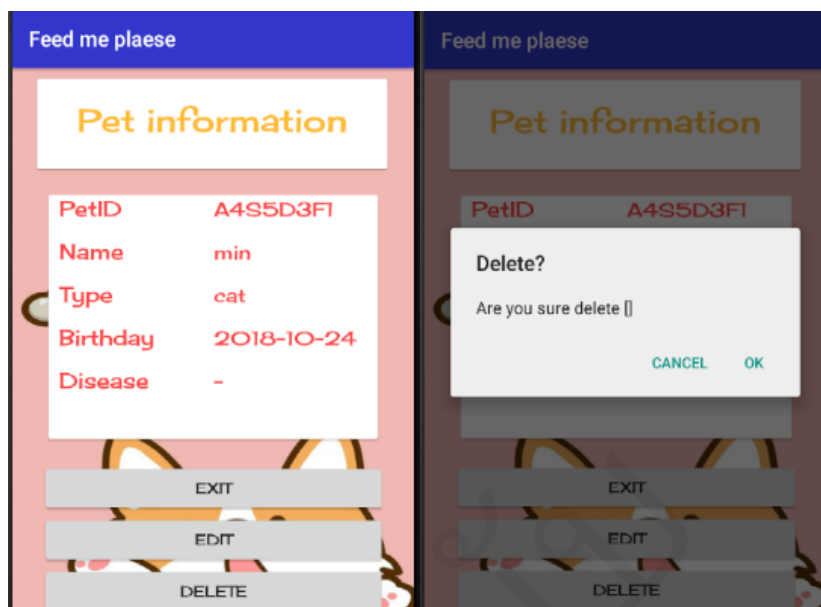 Feed me plaese
Pet information
PetID A4S5D3F1
Name min
Type cat
Birthday 2018-10-24
Disease -
EXIT
EDIT
DELETE
Feed me plaese
Pet information
PetID A4S5D3F1
Delete?
Are you sure delete []
CANCEL OK
EXIT
EDIT
DELETE